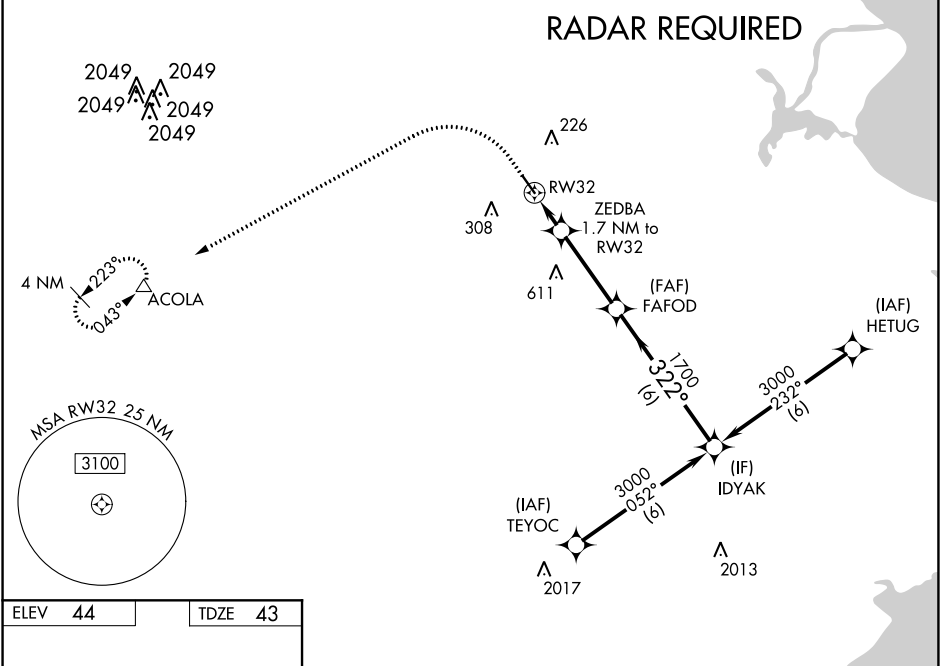 RADAR REQUIRED
2049 2049
2049 2049
2049
226
RW32
308
ZEDBA
1.7 NM to
RW32
4 NM
223°
043°
ACOLA
611
(FAF)
FAFOD
(IAF)
HETUG
1700
322°
(6)
3000
232°
(6)
MSA RW32 25 NM
3100
(IF)
IDYAK
3000
052°
(6)
(IAF)
TEYOC
2017
2013
ELEV 44
TDZE 43